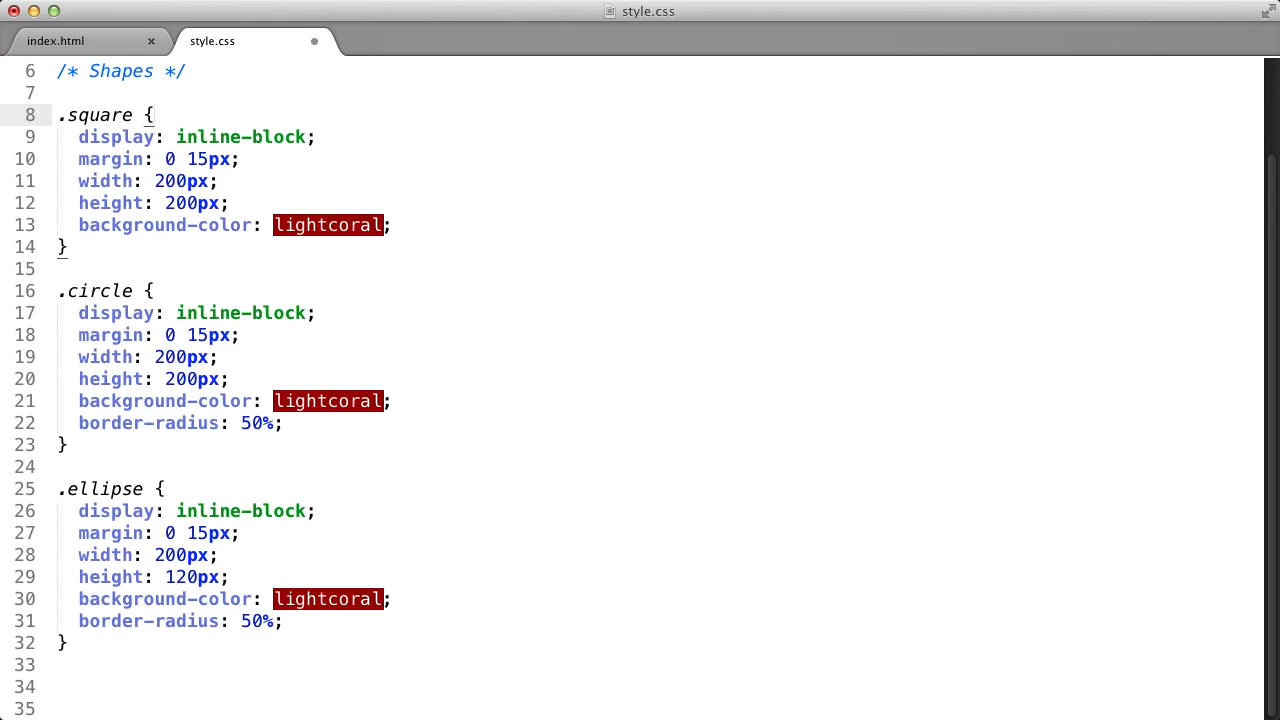 style.css
index.html × style.css
6 /* Shapes */
7
8 .square {
9 display: inline-block;
10 margin: 0 15px;
11 width: 200px;
12 height: 200px;
13 background-color: lightcoral;
14 }
15
16 .circle {
17 display: inline-block;
18 margin: 0 15px;
19 width: 200px;
20 height: 200px;
21 background-color: lightcoral;
22 border-radius: 50%;
23 }
24
25 .ellipse {
26 display: inline-block;
27 margin: 0 15px;
28 width: 200px;
29 height: 120px;
30 background-color: lightcoral;
31 border-radius: 50%;
32 }
33
34
35